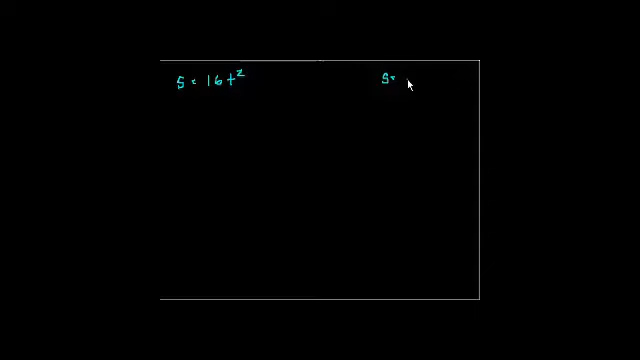 s = 16t² s=